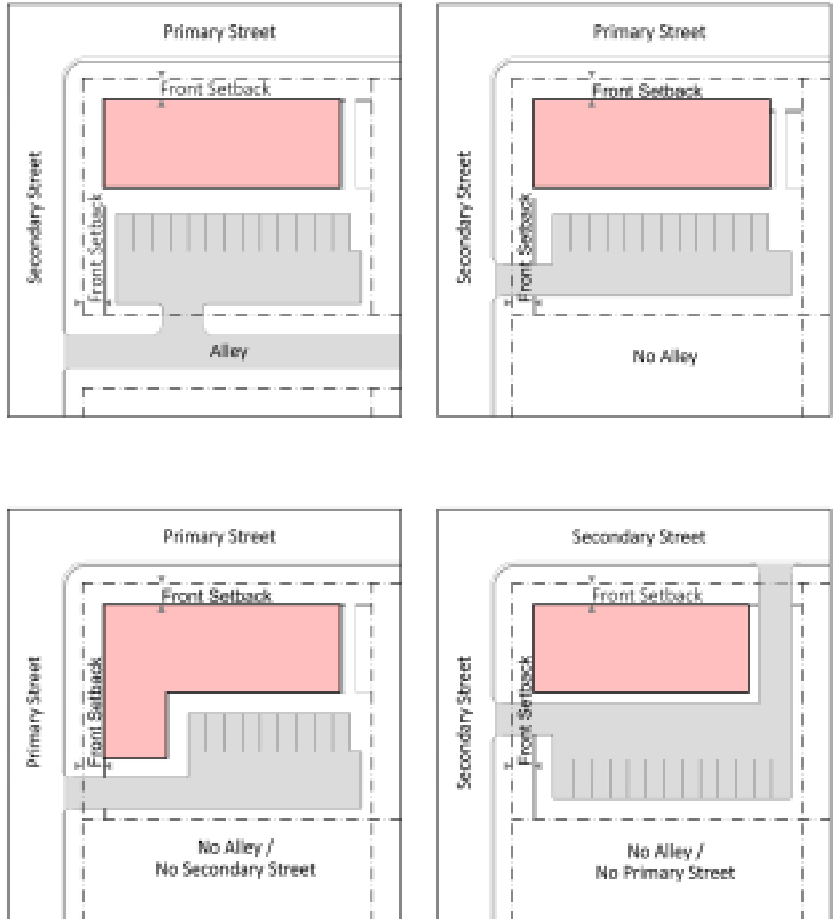 Primary Street
Front Setback
Secondary Street
Front Setback
Alley
Primary Street
Front Setback
Secondary Street
Front Setback
No Alley
Primary Street
Front Setback
Primary Street
Front Setback
No Alley /
No Secondary Street
Secondary Street
Front Setback
Secondary Street
Front Setback
No Alley /
No Primary Street